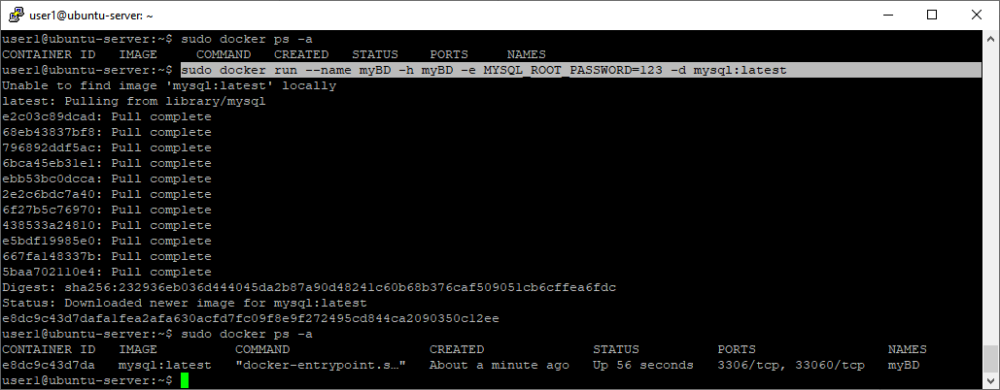 user1@ubuntu-server: ~
user1@ubuntu-server:~$ sudo docker ps -a
CONTAINER ID   IMAGE     COMMAND   CREATED   STATUS    PORTS     NAMES
user1@ubuntu-server:~$ sudo docker run --name myBD -h myBD -e MYSQL_ROOT_PASSWORD=123 -d mysql:latest
Unable to find image 'mysql:latest' locally
latest: Pulling from library/mysql
e2c03c89dcad: Pull complete
68eb43837bf8: Pull complete
796892ddf5ac: Pull complete
6bca45eb31e1: Pull complete
ebb53bc0dcca: Pull complete
2e2c6bdc7a40: Pull complete
6f27b5c76970: Pull complete
438533a24810: Pull complete
e5bdf19985e0: Pull complete
667fa148337b: Pull complete
5baa702110e4: Pull complete
Digest: sha256:232936eb036d444045da2b87a90d48241c60b68b376caf509051cb6cffea6fdc
Status: Downloaded newer image for mysql:latest
e8dc9c43d7dafa1fea2afa630acfd7fc09f8e9f272495cd844ca2090350c12ee
user1@ubuntu-server:~$ sudo docker ps -a
CONTAINER ID   IMAGE          COMMAND                  CREATED              STATUS          PORTS                 NAMES
e8dc9c43d7da   mysql:latest   "docker-entrypoint.s…"   About a minute ago   Up 56 seconds   3306/tcp, 33060/tcp   myBD
user1@ubuntu-server:~$